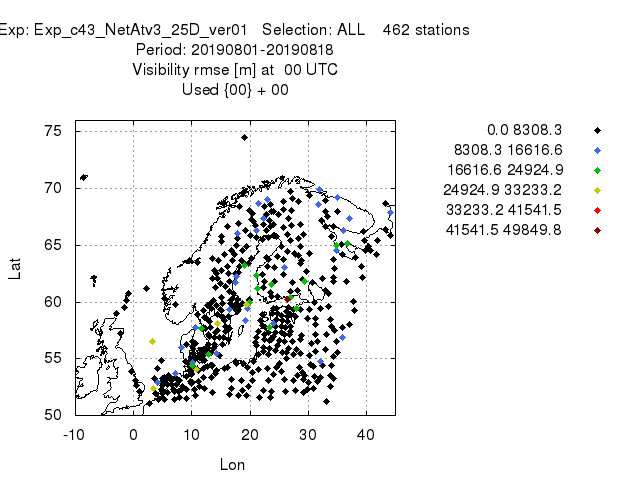 Exp: Exp_c43_NetAtv3_25D_ver01 Selection: ALL 462 stations
Period: 20190801-20190818
Visibility rmse [m] at 00 UTC
Used {00} + 00
0.0 8308.3
8308.3 16616.6
16616.6 24924.9
24924.9 33233.2
33233.2 41541.5
41541.5 49849.8
75
70
65
60
55
50
Lat
-10 0 10 20 30 40
Lon